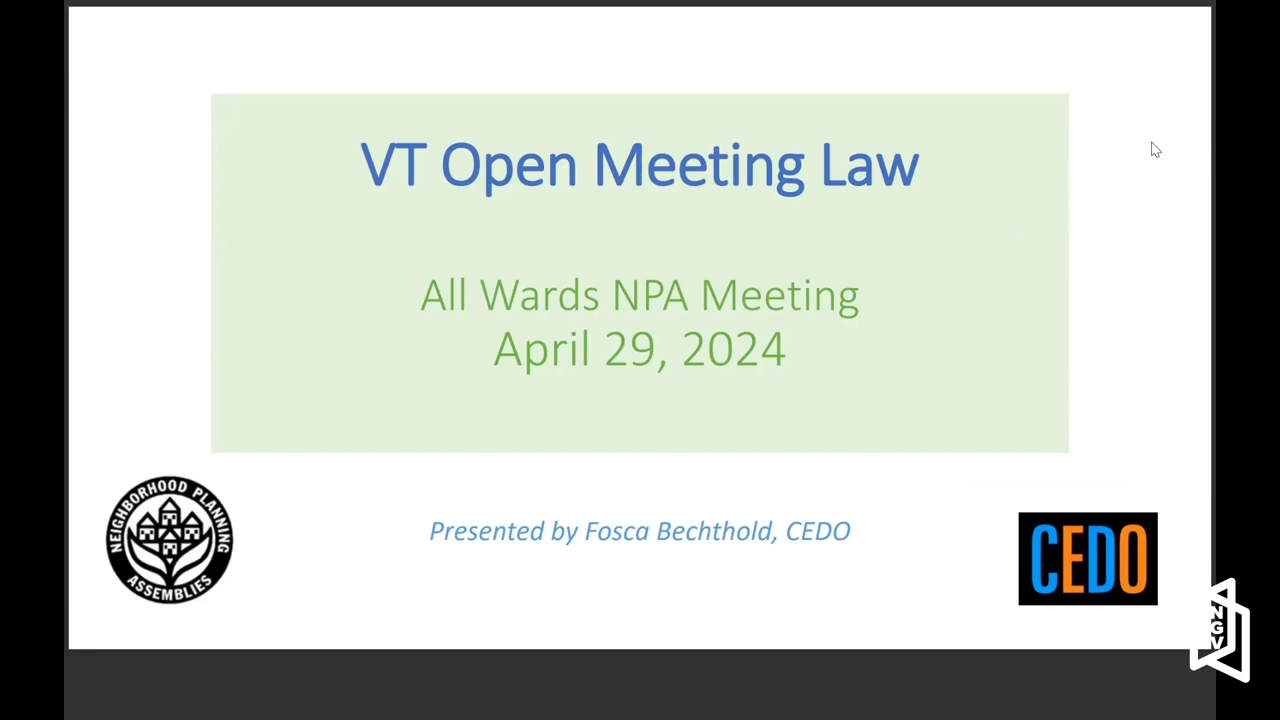 VT Open Meeting Law
All Wards NPA Meeting
April 29, 2024
NEIGHBORHOOD PLANNING
ASSEMBLIES
Presented by Fosca Bechthold, CEDO
CEDO
NGV